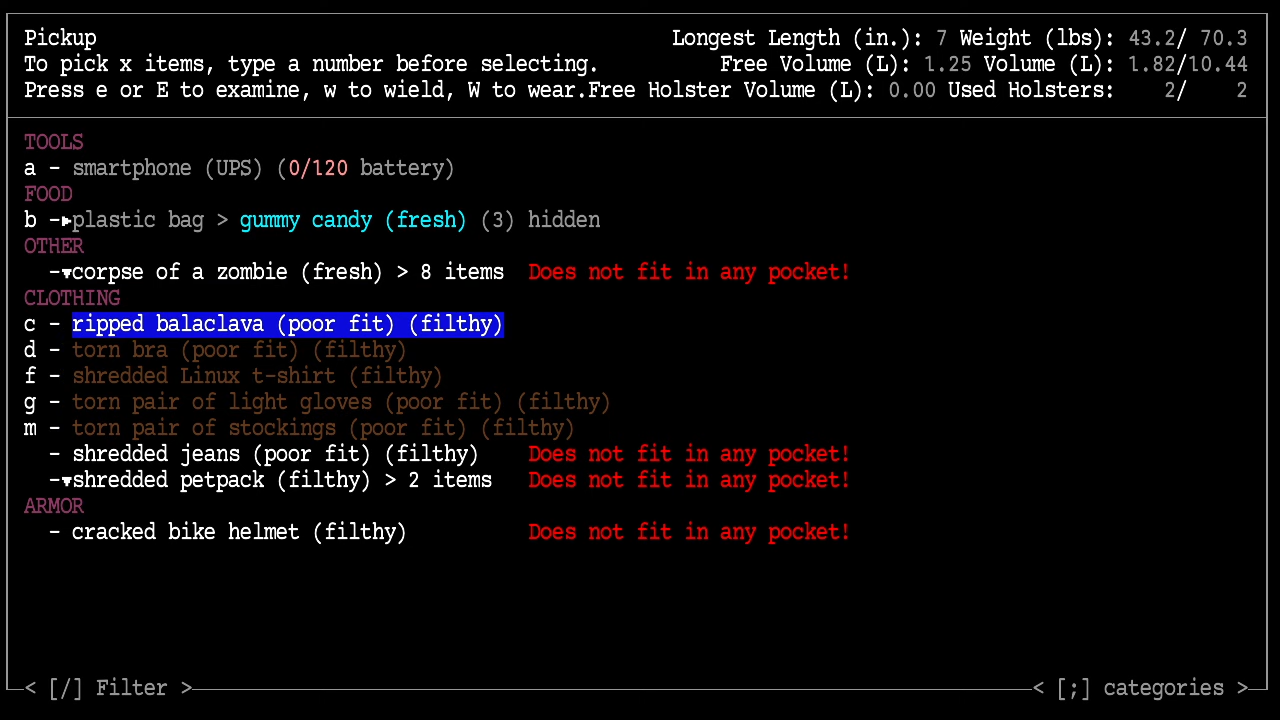 Pickup Longest Length (in.): 7 Weight (lbs): 43.2/ 70.3
To pick x items, type a number before selecting. Free Volume (L): 1.25 Volume (L): 1.82/10.44
Press e or E to examine, w to wield, W to wear.Free Holster Volume (L): 0.00 Used Holsters: 2/ 2
TOOLS
a - smartphone (UPS) (0/120 battery)
FOOD
b -▸plastic bag > gummy candy (fresh) (3) hidden
OTHER
-▾corpse of a zombie (fresh) > 8 items Does not fit in any pocket!
CLOTHING
c - ripped balaclava (poor fit) (filthy)
d - torn bra (poor fit) (filthy)
f - shredded Linux t-shirt (filthy)
g - torn pair of light gloves (poor fit) (filthy)
m - torn pair of stockings (poor fit) (filthy)
- shredded jeans (poor fit) (filthy) Does not fit in any pocket!
-▾shredded petpack (filthy) > 2 items Does not fit in any pocket!
ARMOR
- cracked bike helmet (filthy) Does not fit in any pocket!
< [/] Filter > < [;] categories >